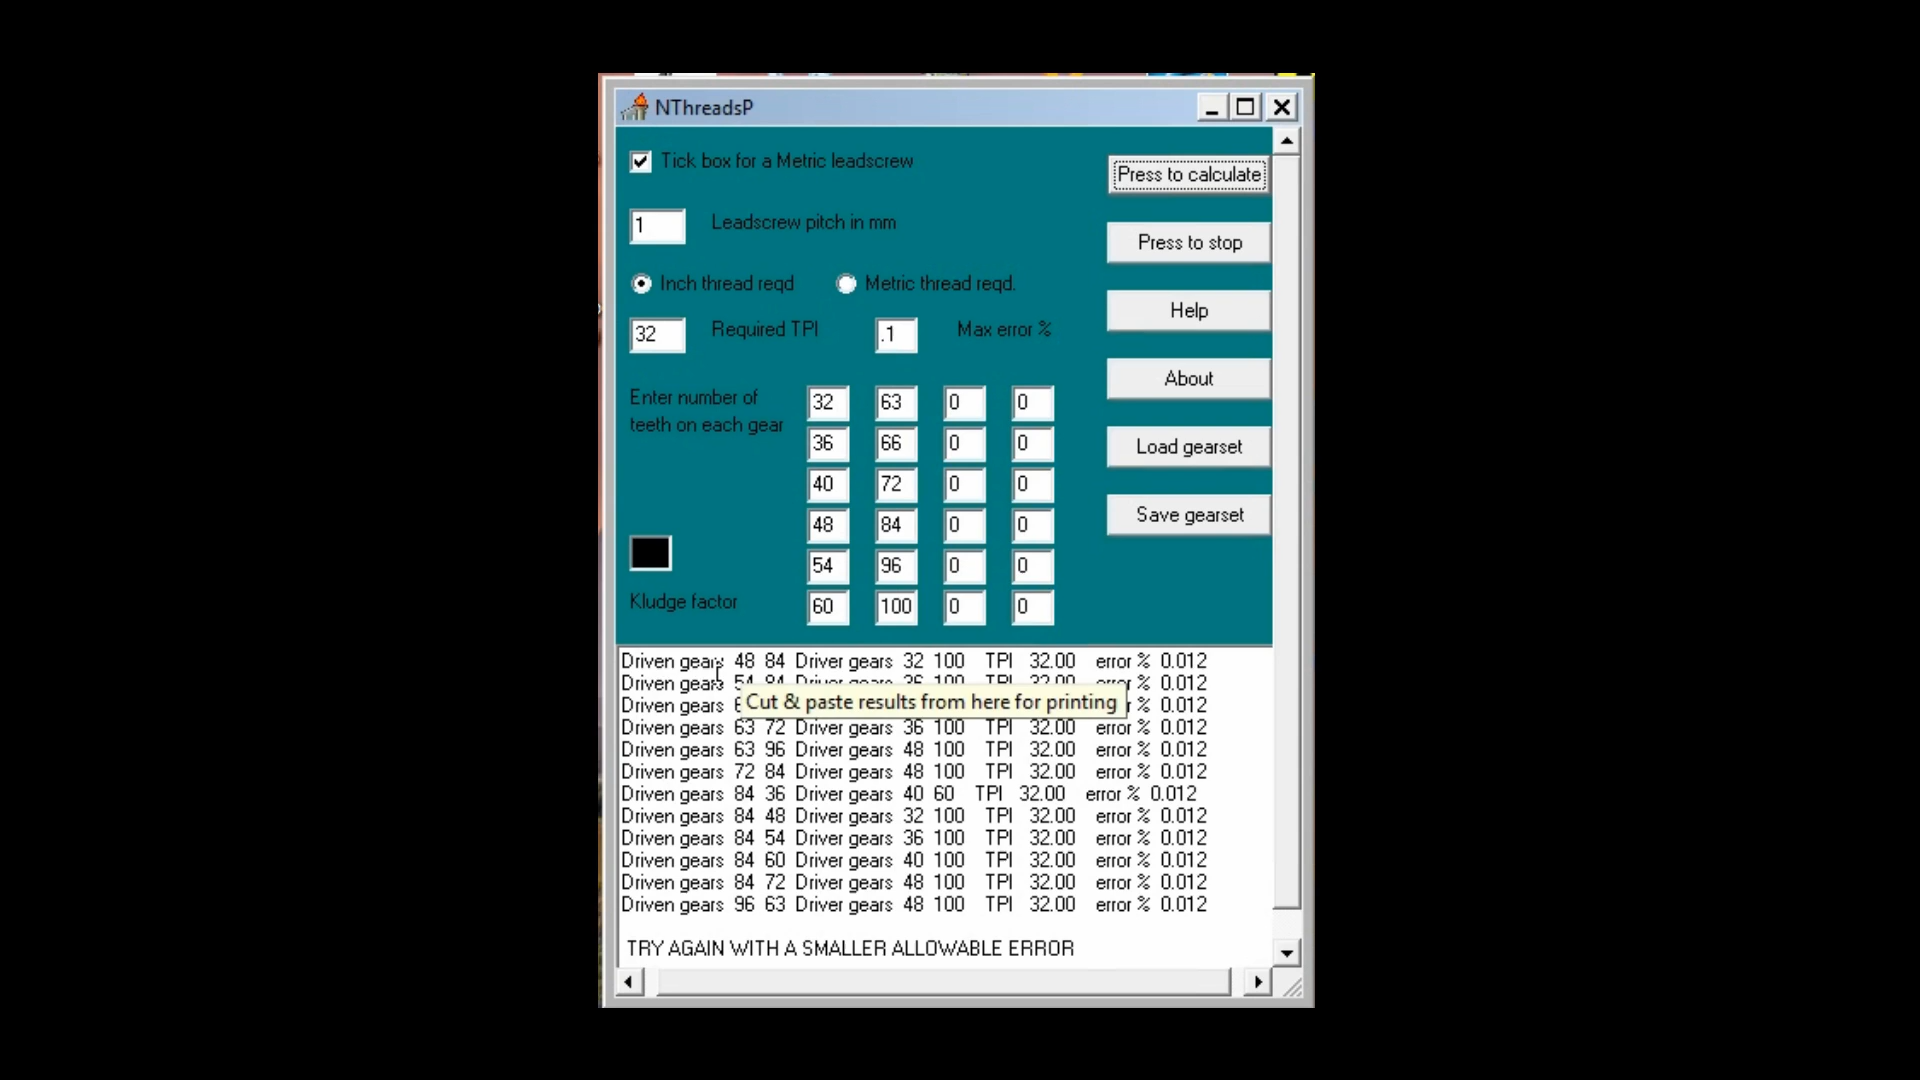 NThreadsP
Tick box for a Metric leadscrew
Press to calculate
1 Leadscrew pitch in mm
Press to stop
Inch thread reqd Metric thread reqd.
Help
32 Required TPI .1 Max error %
About
Enter number of
teeth on each gear
32 63 0 0
36 66 0 0
Load gearset
40 72 0 0
48 84 0 0
Save gearset
54 96 0 0
Kludge factor
60 100 0 0
Driven gears 48 84 Driver gears 32 100 TPI 32.00 error % 0.012
Driven gears 54 84 Driver gears 36 100 TPI 32.00 error % 0.012
Driven gears % 0.012
Cut & paste results from here for printing
Driven gears 63 72 Driver gears 36 100 TPI 32.00 error % 0.012
Driven gears 63 96 Driver gears 48 100 TPI 32.00 error % 0.012
Driven gears 72 84 Driver gears 48 100 TPI 32.00 error % 0.012
Driven gears 84 36 Driver gears 40 60 TPI 32.00 error % 0.012
Driven gears 84 48 Driver gears 32 100 TPI 32.00 error % 0.012
Driven gears 84 54 Driver gears 36 100 TPI 32.00 error % 0.012
Driven gears 84 60 Driver gears 40 100 TPI 32.00 error % 0.012
Driven gears 84 72 Driver gears 48 100 TPI 32.00 error % 0.012
Driven gears 96 63 Driver gears 48 100 TPI 32.00 error % 0.012
TRY AGAIN WITH A SMALLER ALLOWABLE ERROR